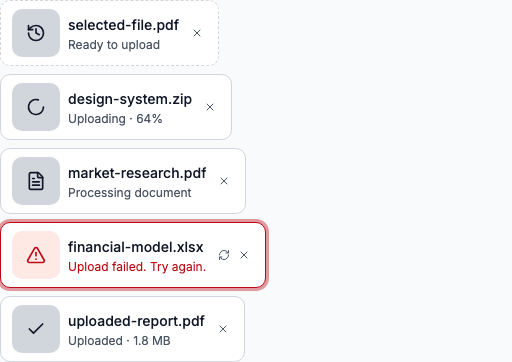 selected-file.pdf
Ready to upload
design-system.zip
Uploading · 64%
market-research.pdf
Processing document
financial-model.xlsx
Upload failed. Try again.
uploaded-report.pdf
Uploaded · 1.8 MB